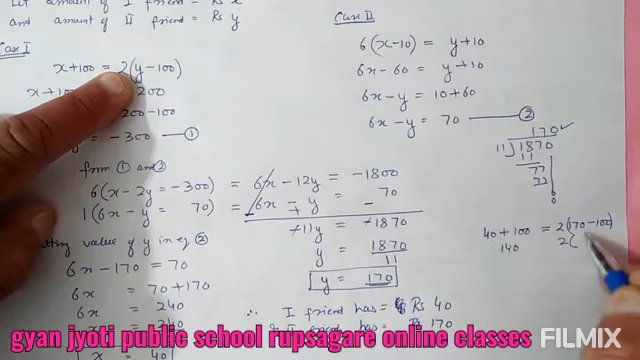 Let amount of I friend = Rs x
and amount of II friend = Rs y
Case I
x+100 = 2(y-100)
x+100 200
200-100
= -300 — ①
from ① and ②
6(x-2y = -300) = 6x-12y = -1800
1(6x-y = 70) = 6x - y = 70
-
+
-
-11y = -1870
y = 1870
11
y = 170
value of y in eq ②
6x-170 = 70
6x = 70+170
6x = 240
x = 240
x = 40
Case II
6(x-10) = y+10
6x-60 = y+10
6x-y = 10+60
6x-y = 70 — ②
170 ✓
11)1870
11
77
77
0
40+100 = 2(170-100)
140 2(
∴ I friend has = Rs 40
II friend has = Rs 170
gyan jyoti public school rupsagare online classes
FILMIX